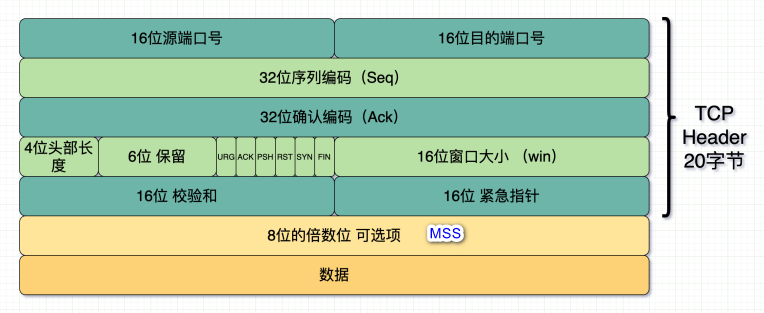 16位源端口号
16位目的端口号
32位序列编码（Seq）
32位确认编码（Ack）
4位头部长
度
6位 保留
URG
ACK
PSH
RST
SYN
FIN
16位窗口大小 （win）
16位 校验和
16位 紧急指针
8位的倍数位 可选项
MSS
数据
TCP
Header
20字节